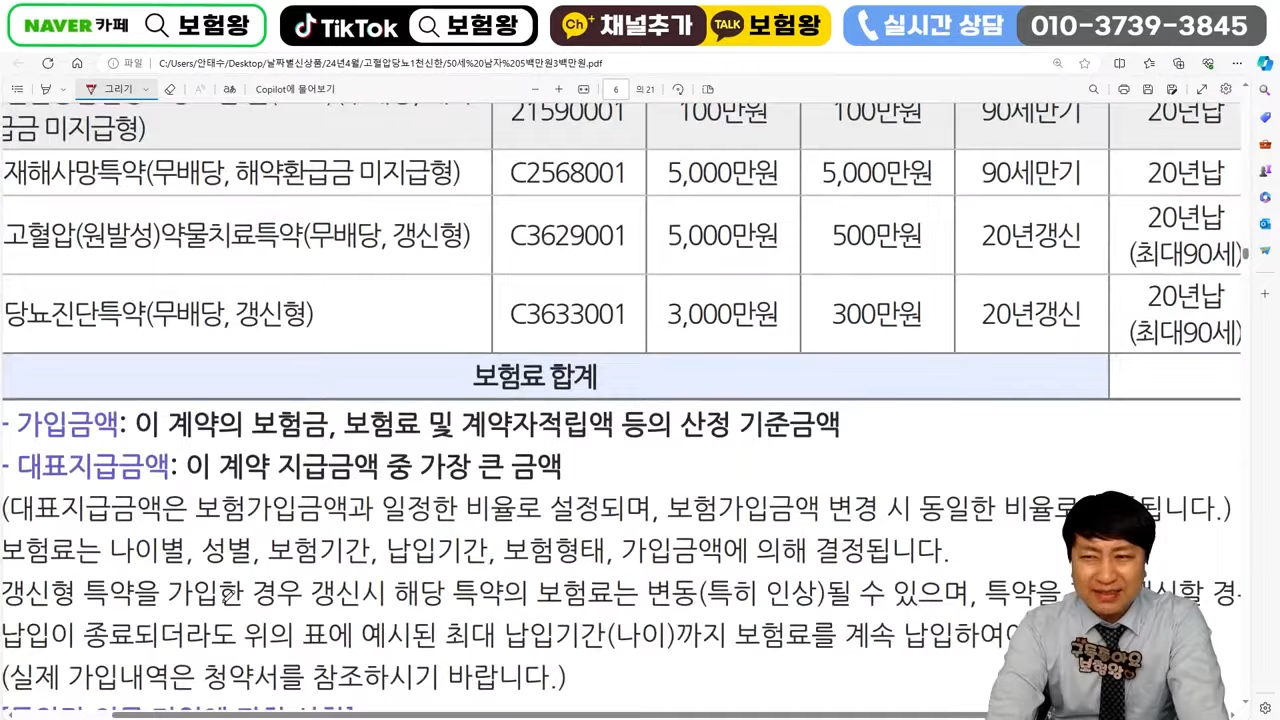 NAVER 카페 보험왕 TikTok 보험왕 Ch+ 채널추가 TALK 보험왕 실시간 상담 010-3739-3845
파일 C:/Users/안태수/Desktop/날짜별신상품/24년4월/고혈압당뇨1천신한/50세%20남자%205백만원3백만원.pdf
그리기 가 ああ Copilot에 물어보기 6 의 21
급금 미지급형) 21590001 100만원 100만원 90세만기 20년납
재해사망특약(무배당, 해약환급금 미지급형) C2568001 5,000만원 5,000만원 90세만기 20년납
고혈압(원발성)약물치료특약(무배당, 갱신형) C3629001 5,000만원 500만원 20년갱신 20년납
(최대90세)
당뇨진단특약(무배당, 갱신형) C3633001 3,000만원 300만원 20년갱신 20년납
(최대90세)
보험료 합계
- 가입금액: 이 계약의 보험금, 보험료 및 계약자적립액 등의 산정 기준금액
- 대표지급금액: 이 계약 지급금액 중 가장 큰 금액
(대표지급금액은 보험가입금액과 일정한 비율로 설정되며, 보험가입금액 변경 시 동일한 비율로 됩니다.)
보험료는 나이별, 성별, 보험기간, 납입기간, 보험형태, 가입금액에 의해 결정됩니다.
갱신형 특약을 가입한 경우 갱신시 해당 특약의 보험료는 변동(특히 인상)될 수 있으며, 특약을 신할 경
납입이 종료되더라도 위의 표에 예시된 최대 납입기간(나이)까지 보험료를 계속 납입하여
(실제 가입내역은 청약서를 참조하시기 바랍니다.)
보험왕